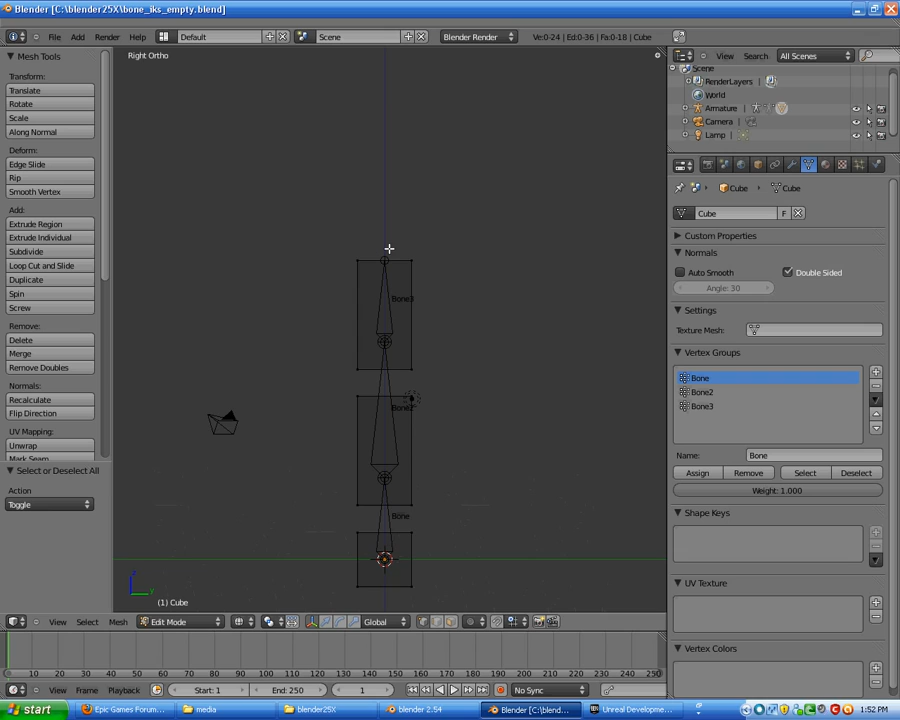 Blender [C:\blender25X\bone_iks_empty.blend]
File Add Render Help Default Scene Blender Render Ve:0-24 | Ed:0-36 | Fa:0-18 | Cube
Mesh Tools
Transform:
Translate
Rotate
Scale
Along Normal
Deform:
Edge Slide
Rip
Smooth Vertex
Add:
Extrude Region
Extrude Individual
Subdivide
Loop Cut and Slide
Duplicate
Spin
Screw
Remove:
Delete
Merge
Remove Doubles
Normals:
Recalculate
Flip Direction
UV Mapping:
Unwrap
Mark Seam
Select or Deselect All
Action
Toggle
Right Ortho
Bone3
Bone2
Bone
z
y
(1) Cube
View Search All Scenes
Scene
RenderLayers |
World
Armature |
Camera |
Lamp |
Cube Cube
Cube F
Custom Properties
Normals
Auto Smooth Double Sided
Angle: 30
Settings
Texture Mesh:
Vertex Groups
Bone
Bone2
Bone3
Name: Bone
Assign Remove Select Deselect
Weight: 1.000
Shape Keys
UV Texture
Vertex Colors
View Select Mesh Edit Mode Global
0 10 20 30 40 50 60 70 80 90 100 110 120 130 140 150 160 170 180 190 200 210 220 230 240 250
View Frame Playback Start: 1 End: 250 1 No Sync
start Epic Games Forum... media blender25X blender 2.54 Blender [C:\blend... Unreal Developme... 1:52 PM